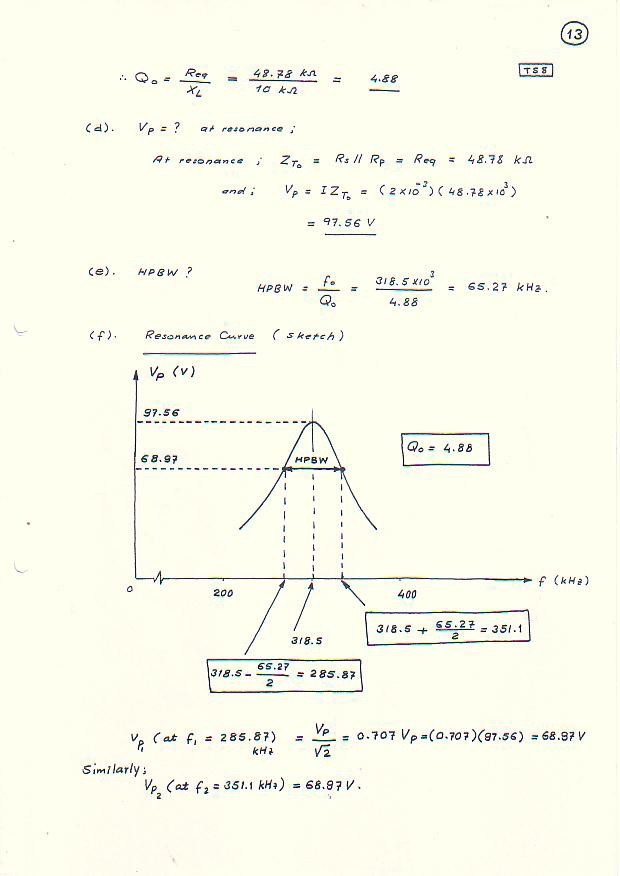 13
∴ Q₀ = Req / XL = 48.78 kΩ / 10 kΩ = 4.88
TS8
(d). Vp = ? at resonance ;
At resonance ; ZT₀ = Rs // Rp = Req = 48.78 kΩ
and ; Vp = I ZT₀ = (2×10⁻³)(48.78×10³)
= 97.56 V
(e). HPBW ?
HPBW = f₀ / Q₀ = 318.5×10³ / 4.88 = 65.27 kHz.
(f). Resonance Curve (sketch)
Vp (V)
97.56
Q₀ = 4.88
68.97
HPBW
0 200 400 f (kHz)
318.5 + 65.27 / 2 = 351.1
318.5
318.5 - 65.27 / 2 = 285.87
Vp₁ (at f₁ = 285.87) kHz = Vp / √2 = 0.707 Vp = (0.707)(97.56) = 68.97 V
Similarly ;
Vp₂ (at f₂ = 351.1 kHz) = 68.97 V.